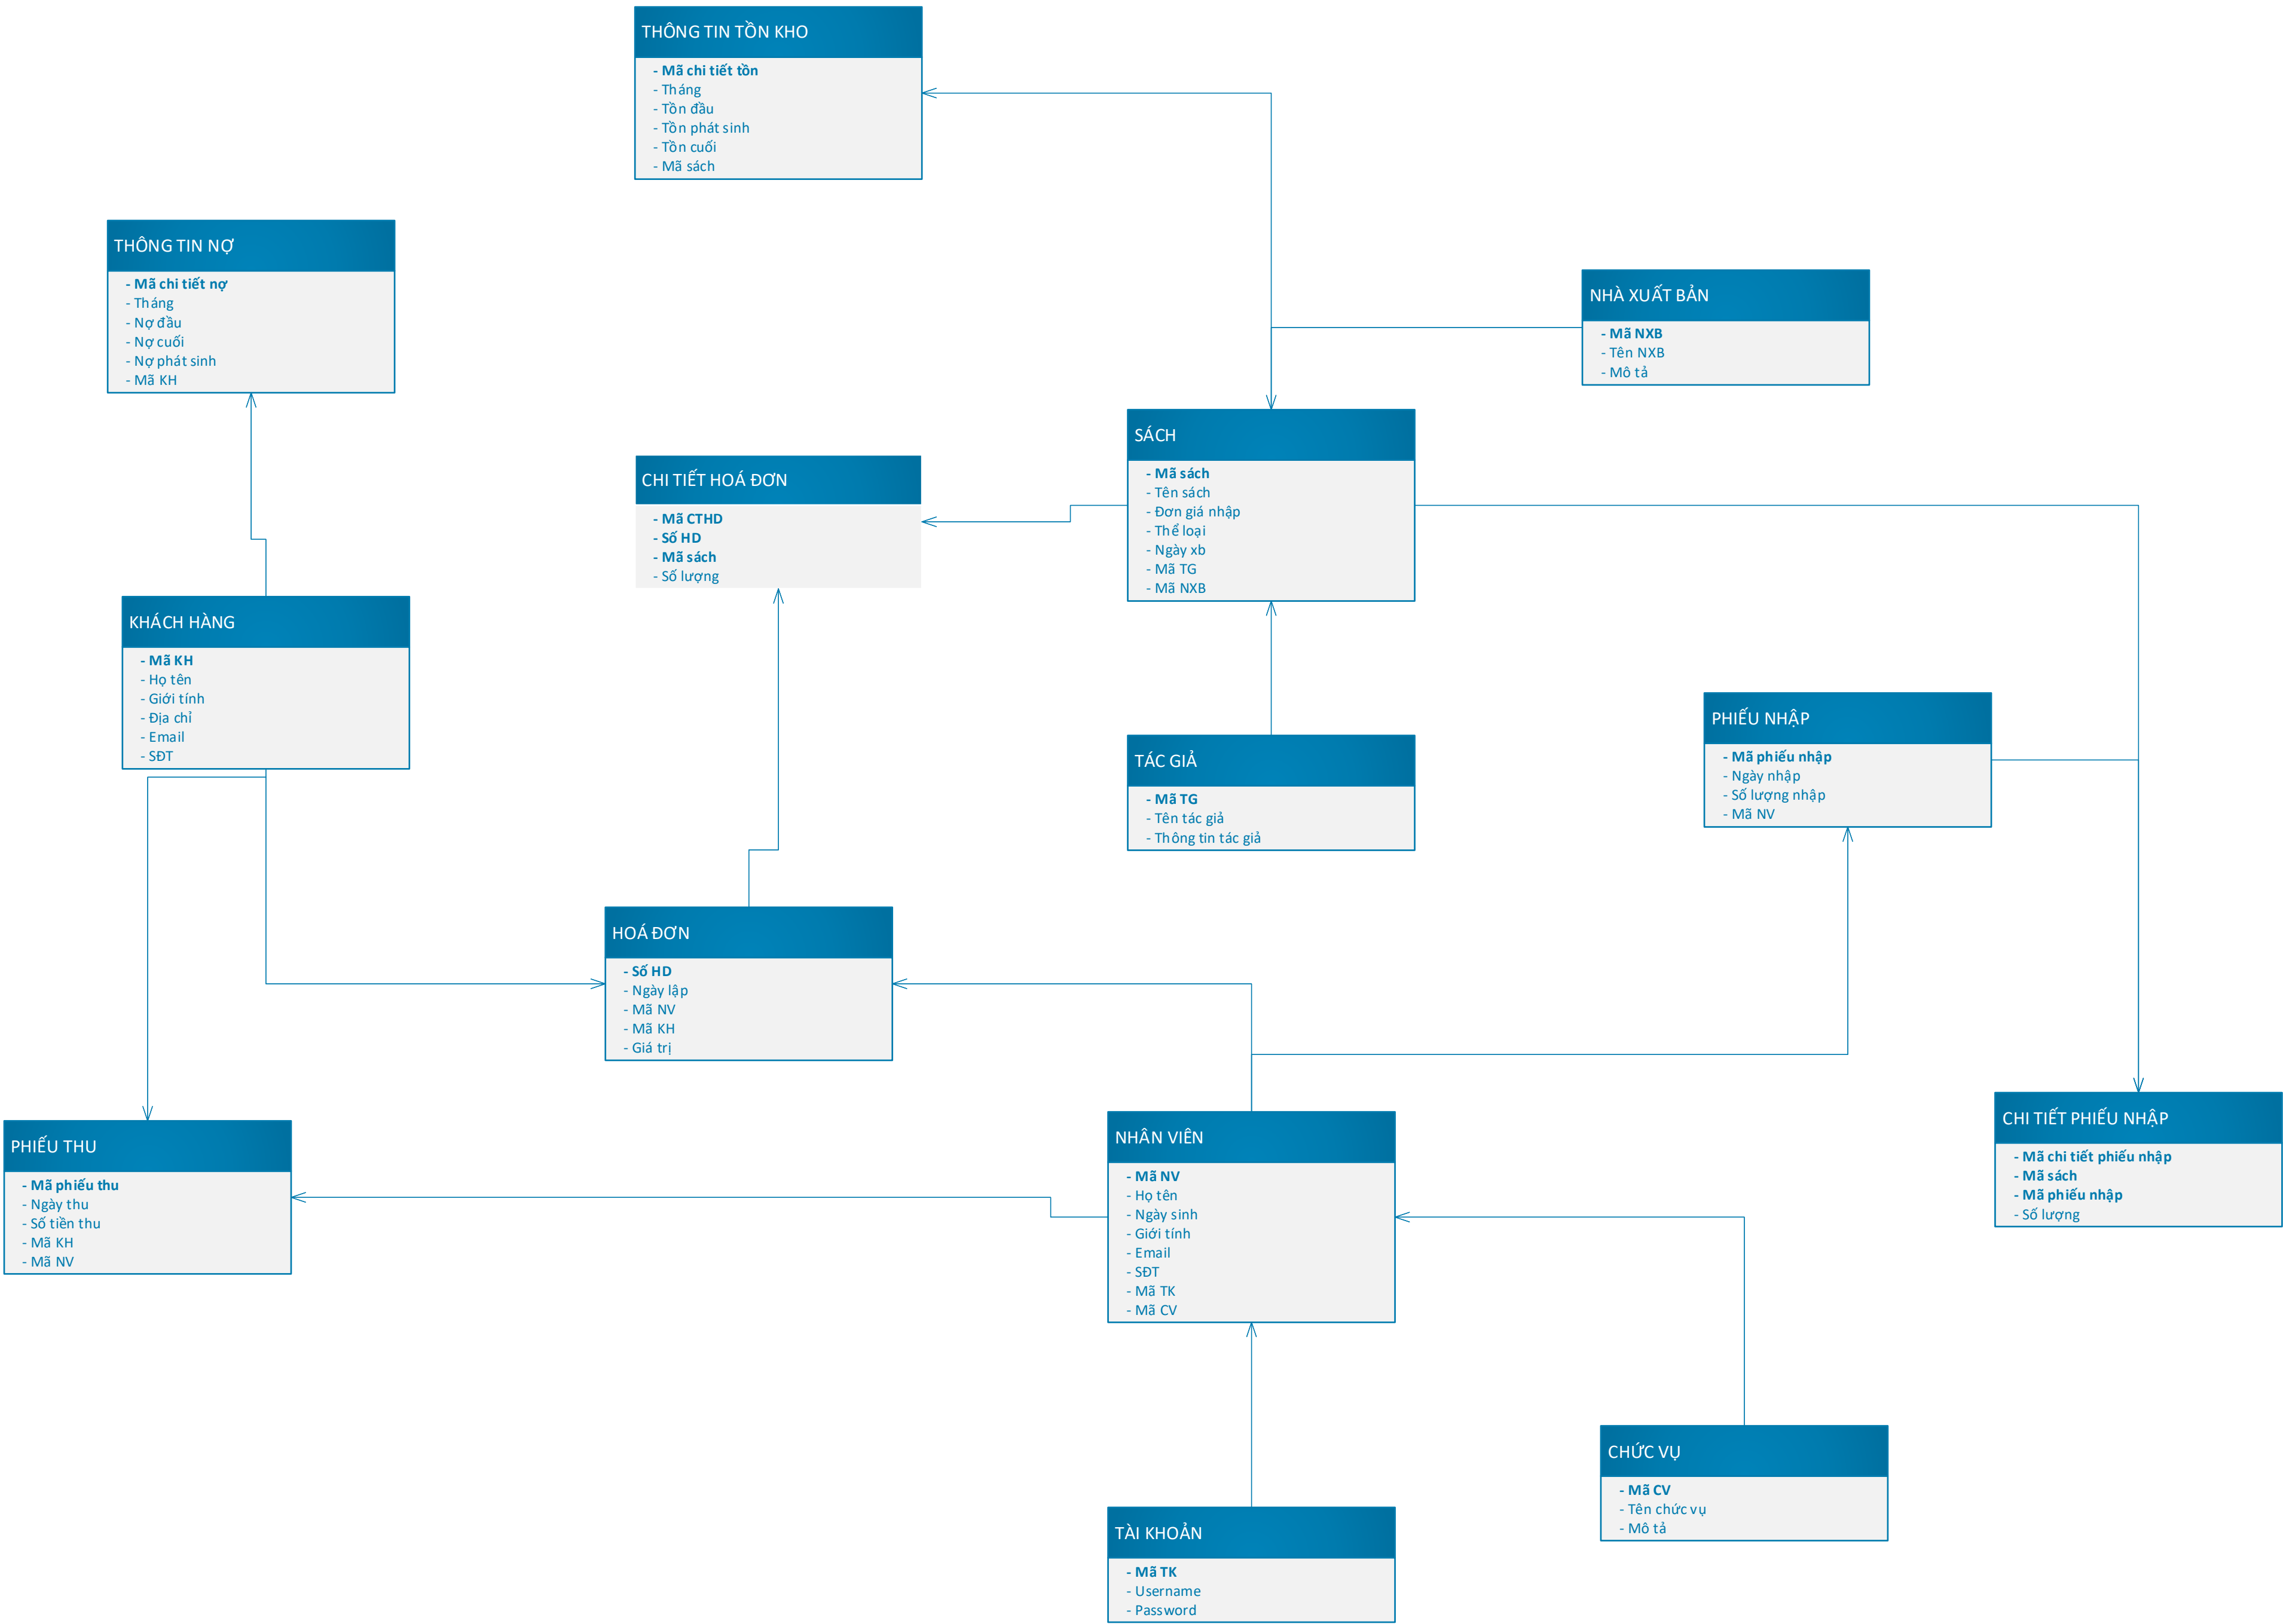 THÔNG TIN TỒN KHO
- Mã chi tiết tồn
- Tháng
- Tồn đầu
- Tồn phát sinh
- Tồn cuối
- Mã sách
THÔNG TIN NỢ
- Mã chi tiết nợ
- Tháng
- Nợ đầu
- Nợ cuối
- Nợ phát sinh
- Mã KH
NHÀ XUẤT BẢN
- Mã NXB
- Tên NXB
- Mô tả
SÁCH
- Mã sách
- Tên sách
- Đơn giá nhập
- Thể loại
- Ngày xb
- Mã TG
- Mã NXB
CHI TIẾT HOÁ ĐƠN
- Mã CTHD
- Số HD
- Mã sách
- Số lượng
KHÁCH HÀNG
- Mã KH
- Họ tên
- Giới tính
- Địa chỉ
- Email
- SĐT
TÁC GIẢ
- Mã TG
- Tên tác giả
- Thông tin tác giả
PHIẾU NHẬP
- Mã phiếu nhập
- Ngày nhập
- Số lượng nhập
- Mã NV
HOÁ ĐƠN
- Số HD
- Ngày lập
- Mã NV
- Mã KH
- Giá trị
PHIẾU THU
- Mã phiếu thu
- Ngày thu
- Số tiền thu
- Mã KH
- Mã NV
NHÂN VIÊN
- Mã NV
- Họ tên
- Ngày sinh
- Giới tính
- Email
- SĐT
- Mã TK
- Mã CV
CHI TIẾT PHIẾU NHẬP
- Mã chi tiết phiếu nhập
- Mã sách
- Mã phiếu nhập
- Số lượng
CHỨC VỤ
- Mã CV
- Tên chức vụ
- Mô tả
TÀI KHOẢN
- Mã TK
- Username
- Password